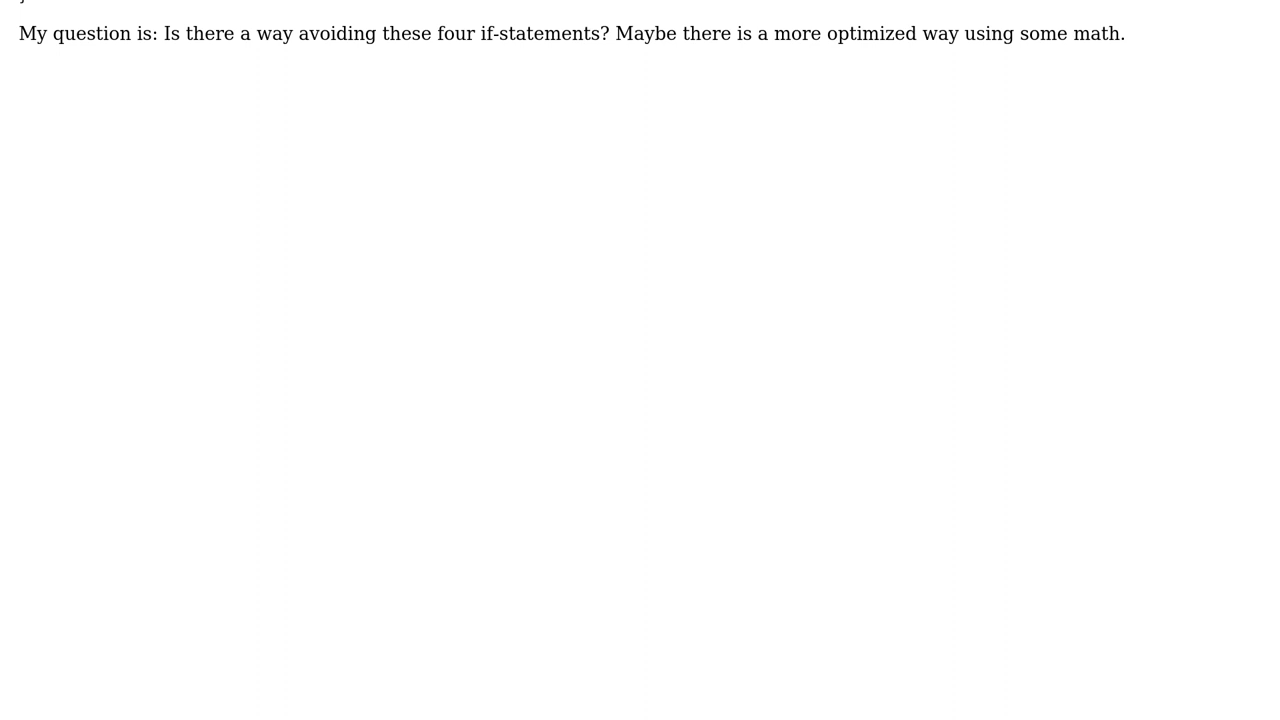 }
My question is: Is there a way avoiding these four if-statements? Maybe there is a more optimized way using some math.